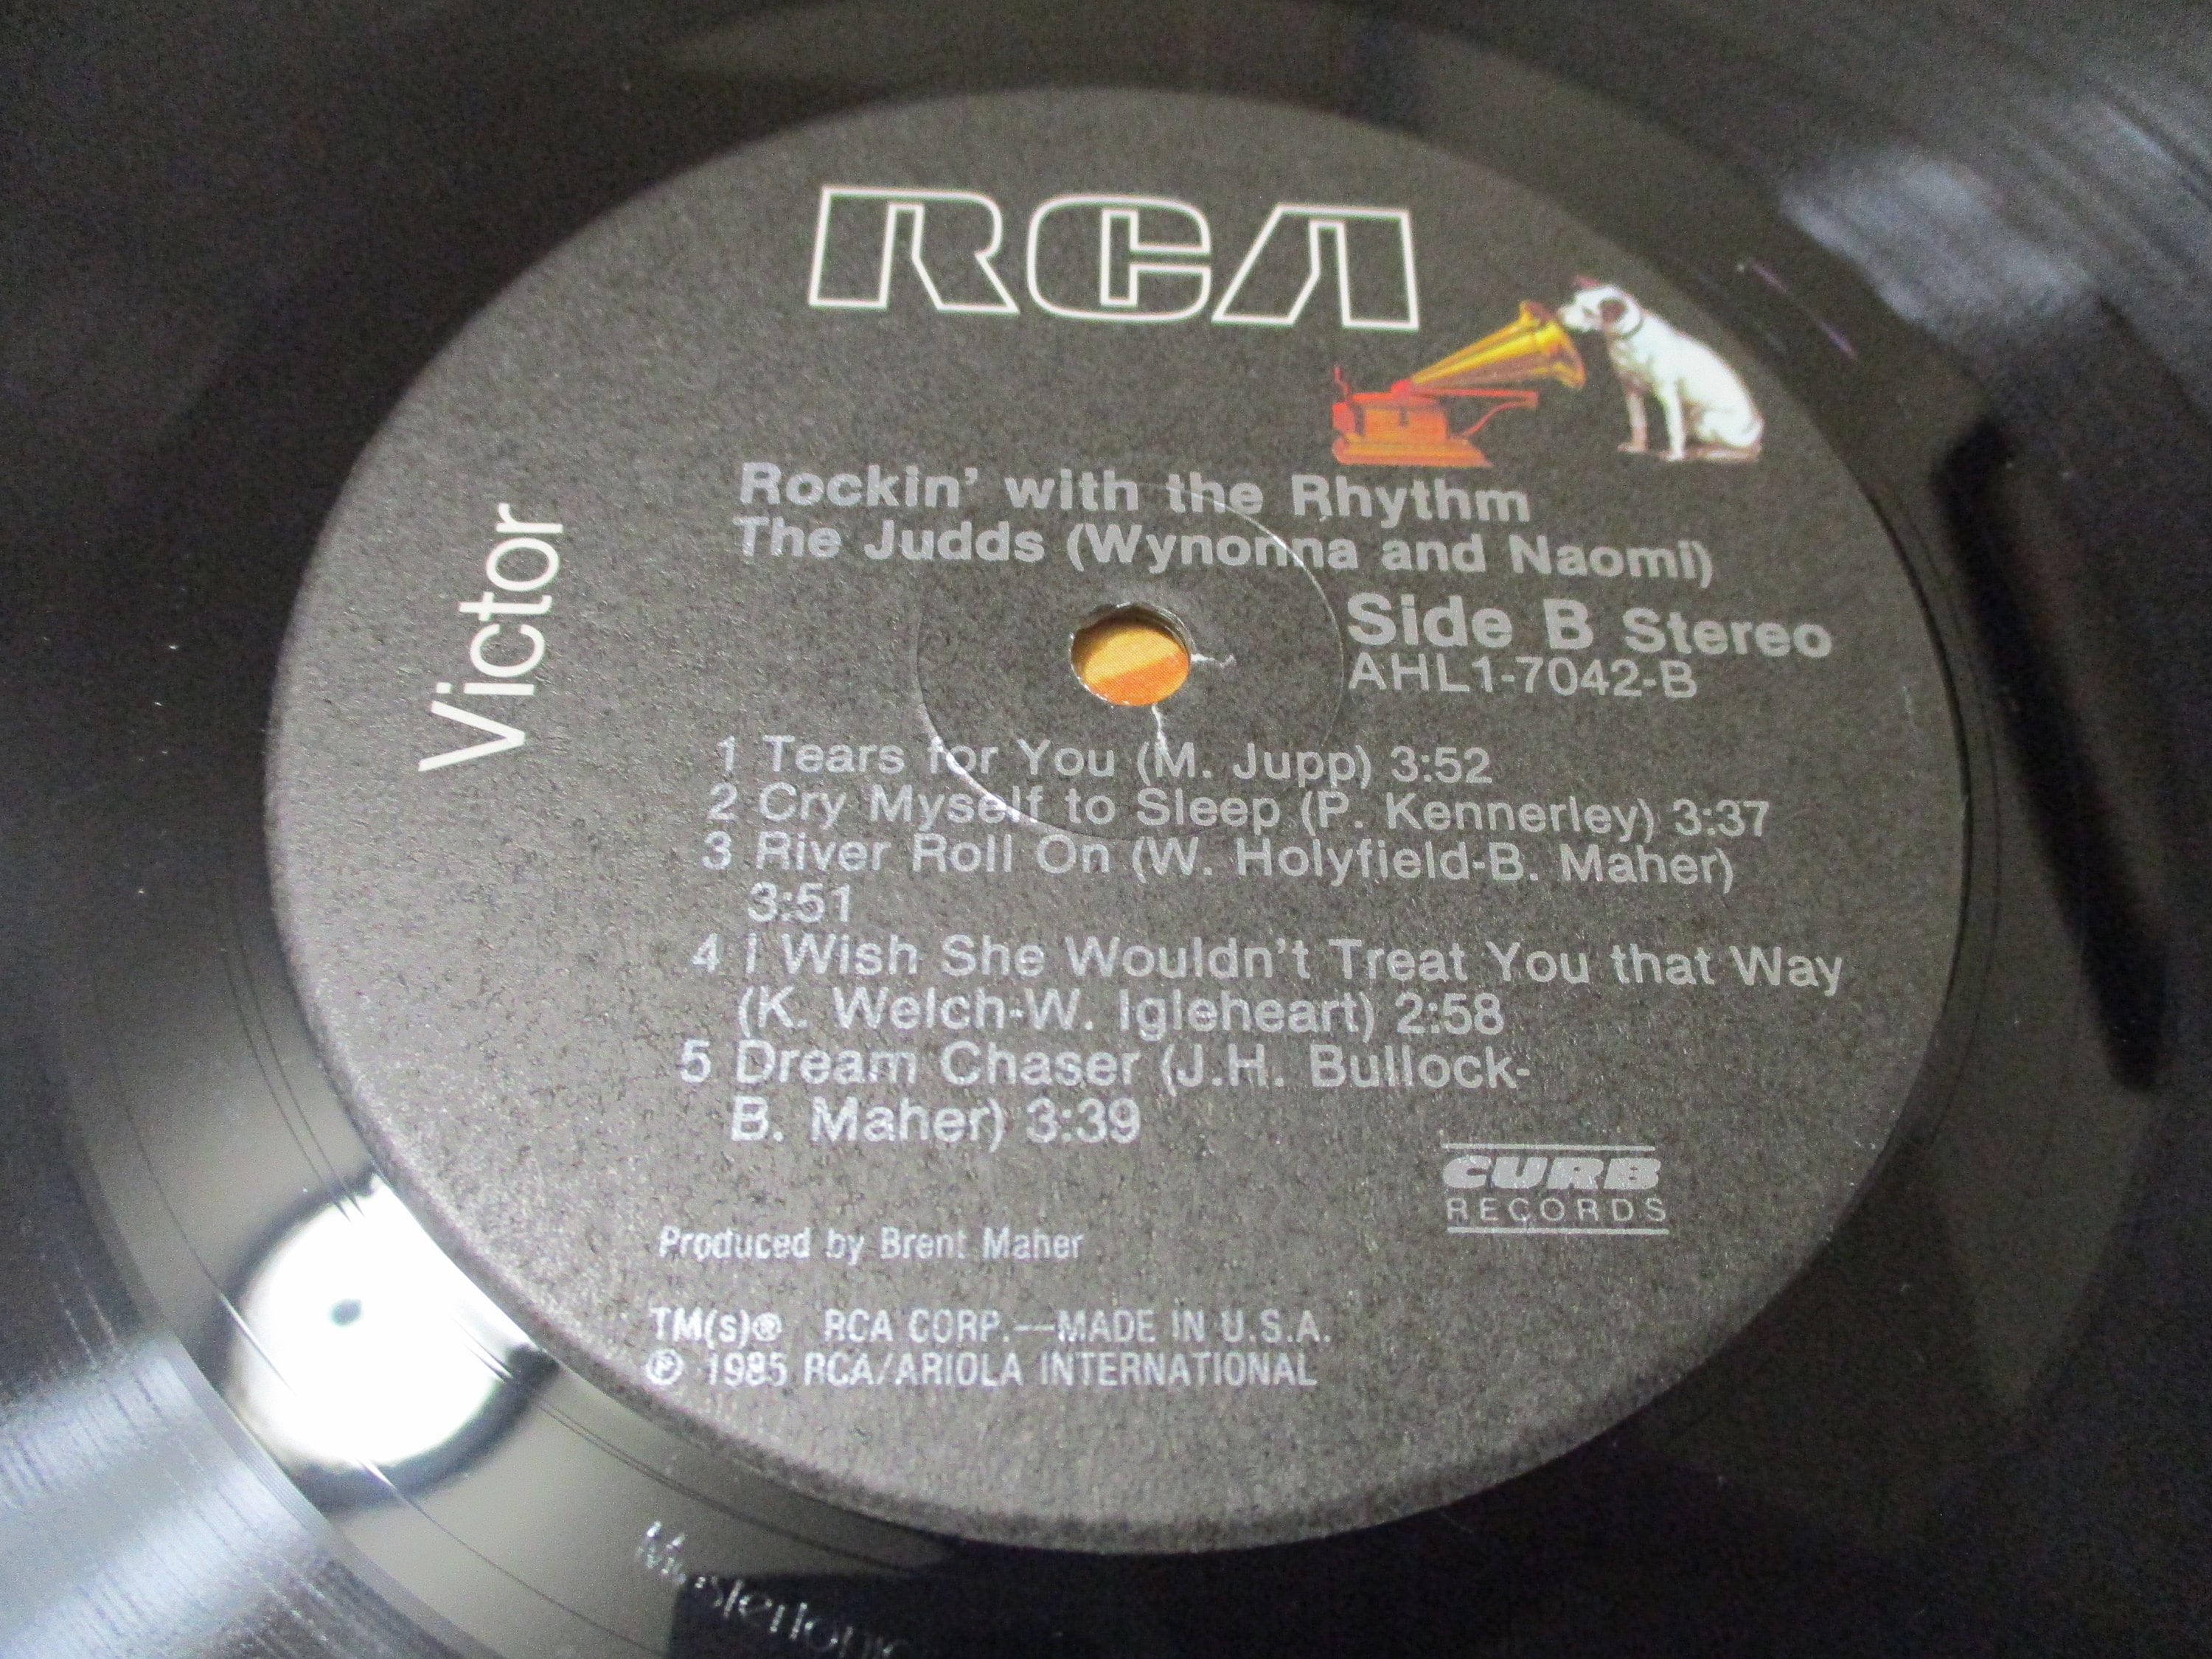 RCA
Victor
Rockin' with the Rhythm
The Judds (Wynonna and Naomi)
Side B Stereo
AHL1-7042-B
1 Tears for You (M. Jupp) 3:52
2 Cry Myself to Sleep (P. Kennerley) 3:37
3 River Roll On (W. Holyfield-B. Maher)
3:51
4 I Wish She Wouldn't Treat You that Way
(K. Welch-W. Igleheart) 2:58
5 Dream Chaser (J.H. Bullock-
B. Maher) 3:39
CURB
RECORDS
Produced by Brent Maher
TM(s)® RCA CORP.—MADE IN U.S.A.
℗ 1985 RCA/ARIOLA INTERNATIONAL